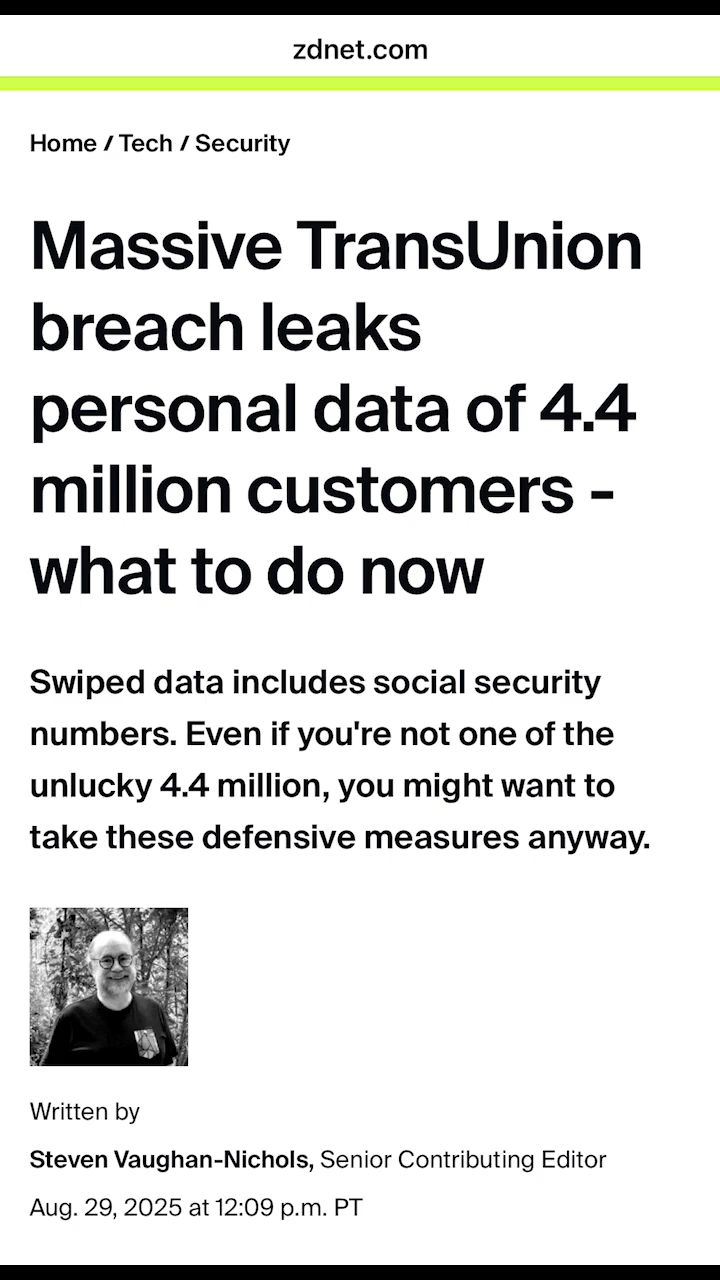 zdnet.com
Home / Tech / Security
Massive TransUnion
breach leaks
personal data of 4.4
million customers -
what to do now
Swiped data includes social security
numbers. Even if you're not one of the
unlucky 4.4 million, you might want to
take these defensive measures anyway.
Written by
Steven Vaughan-Nichols, Senior Contributing Editor
Aug. 29, 2025 at 12:09 p.m. PT